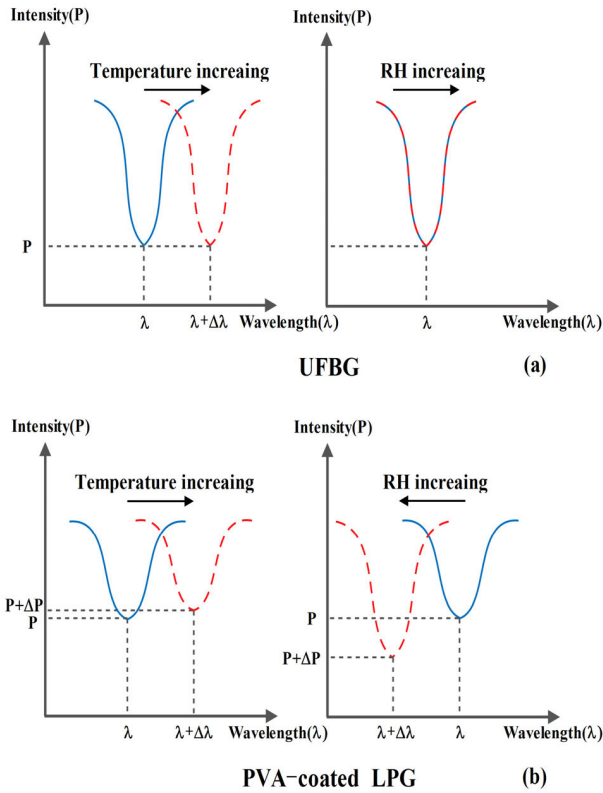 Intensity(P)
Temperature increaing
P
λ
λ+Δλ
Wavelength(λ)
Intensity(P)
RH increaing
λ
Wavelength(λ)
UFBG
(a)
Intensity(P)
Temperature increaing
P+ΔP
P
λ
λ+Δλ
Wavelength(λ)
Intensity(P)
RH increaing
P
P+ΔP
λ+Δλ
λ
Wavelength(λ)
PVA-coated LPG
(b)